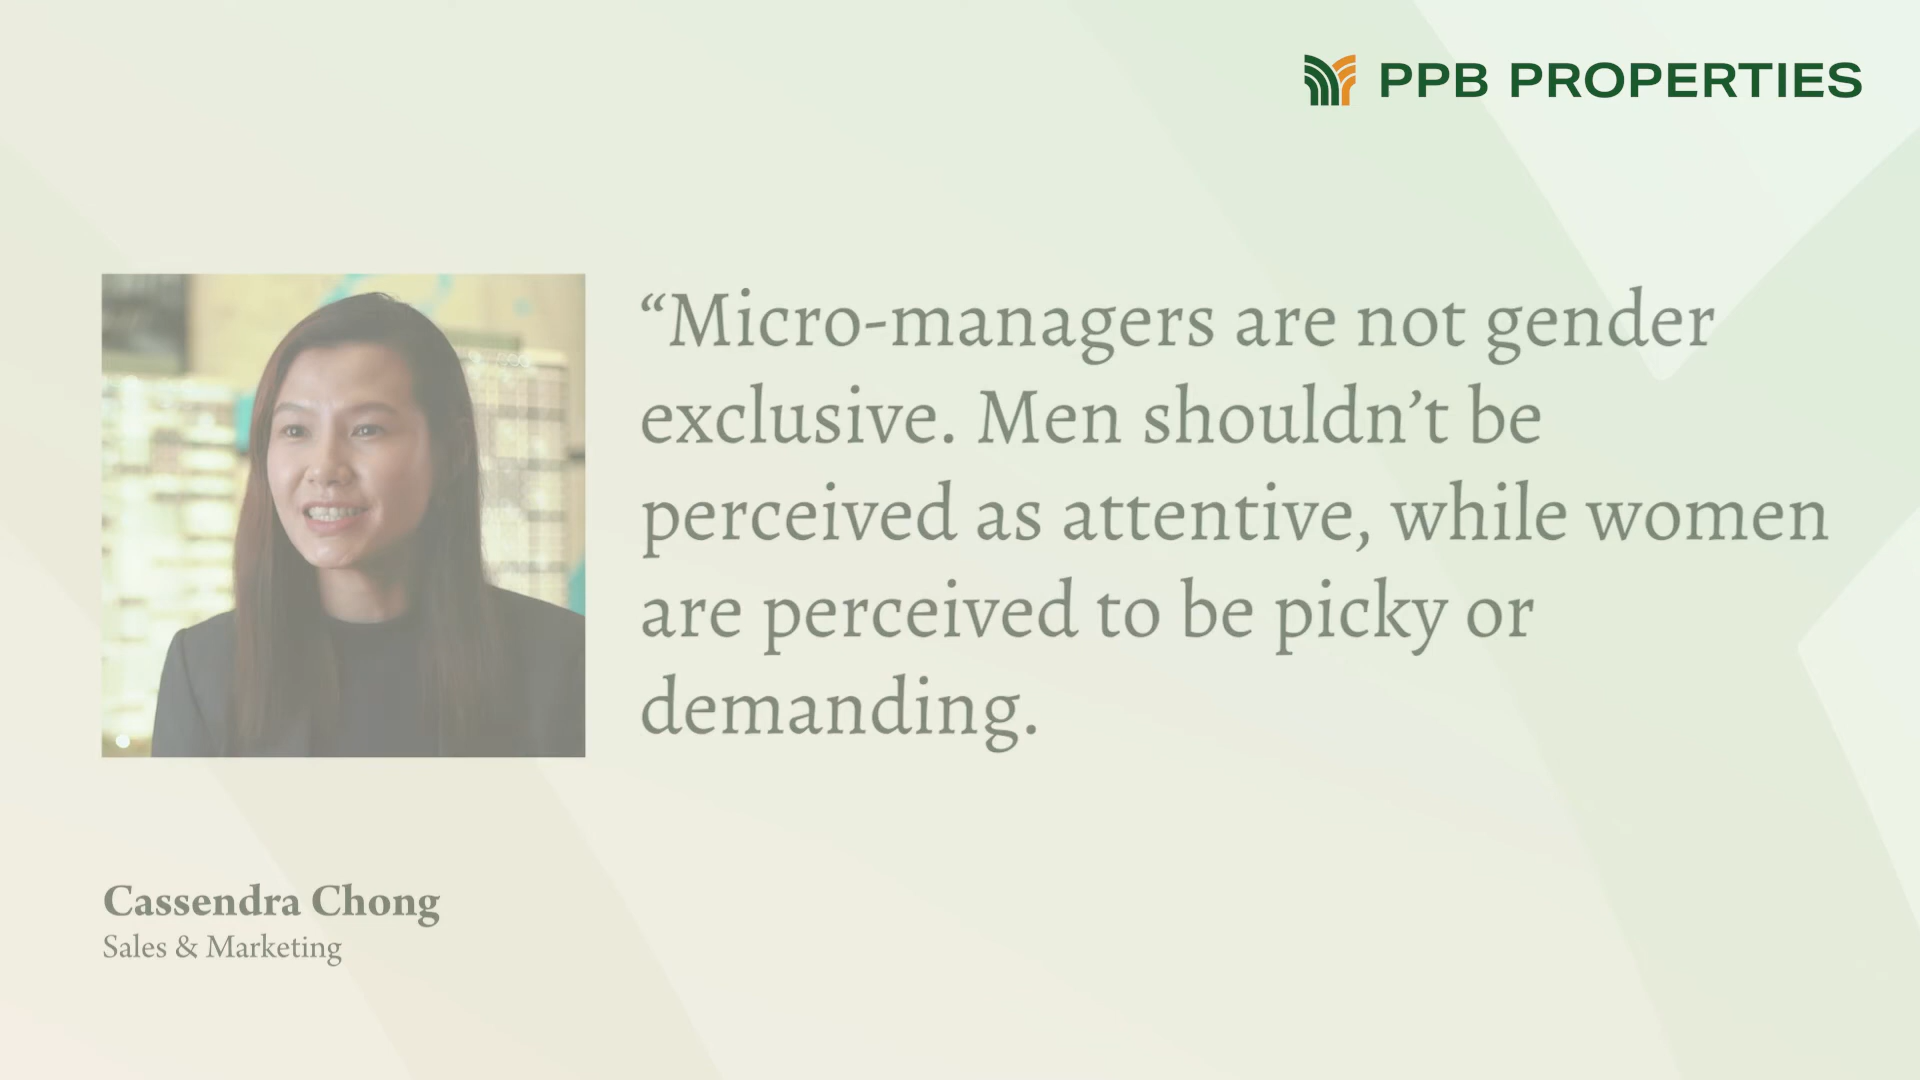 PPB PROPERTIES
“Micro-managers are not gender
exclusive. Men shouldn’t be
perceived as attentive, while women
are perceived to be picky or
demanding.
Cassendra Chong
Sales & Marketing